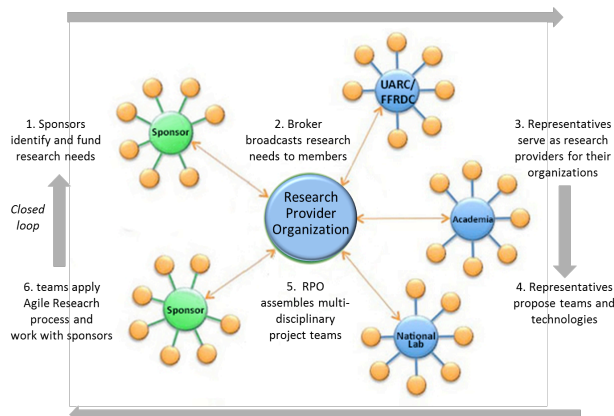 1. Sponsors
identify and fund
research needs
Sponsor
2. Broker
broadcasts research
needs to members
UARC/
FFRDC
3. Representatives
serve as research
providers for their
organizations
Closed
loop
Research
Provider
Organization
Academia
6. teams apply
Agile Reseacrh
process and
work with sponsors
Sponsor
5. RPO
assembles multi-
disciplinary
project teams
National
Lab
4. Representatives
propose teams and
technologies